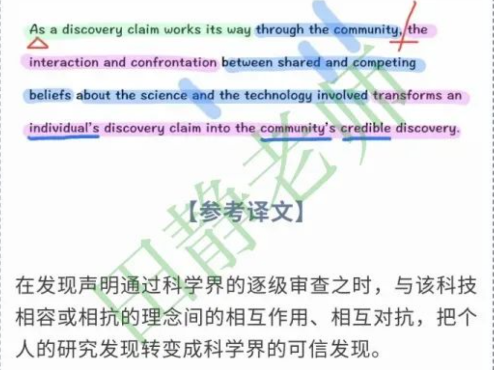 As a discovery claim works its way through the community, the
interaction and confrontation between shared and competing
beliefs about the science and the technology involved transforms an
individual's discovery claim into the community's credible discovery.
田静老师
【参考译文】
在发现声明通过科学界的逐级审查之时，与该科技
相容或相抗的理念间的相互作用、相互对抗，把个
人的研究发现转变成科学界的可信发现。